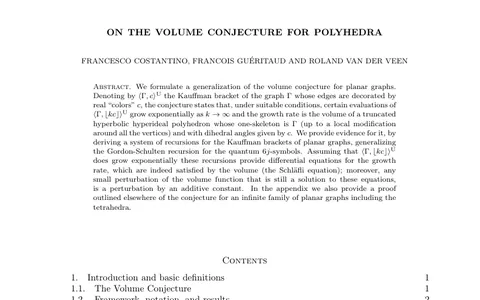 ON THE VOLUME CONJECTURE FOR POLYHEDRA
FRANCESCO COSTANTINO, FRANCOIS GUÉRITAUD AND ROLAND VAN DER VEEN
Abstract. We formulate a generalization of the volume conjecture for planar graphs.
Denoting by ⟨Γ, c⟩ᵁ the Kauffman bracket of the graph Γ whose edges are decorated by
real "colors" c, the conjecture states that, under suitable conditions, certain evaluations of
⟨Γ, ⌊kc⌋⟩ᵁ grow exponentially as k → ∞ and the growth rate is the volume of a truncated
hyperbolic hyperideal polyhedron whose one-skeleton is Γ (up to a local modification
around all the vertices) and with dihedral angles given by c. We provide evidence for it, by
deriving a system of recursions for the Kauffman brackets of planar graphs, generalizing
the Gordon-Schulten recursion for the quantum 6j-symbols. Assuming that ⟨Γ, ⌊kc⌋⟩ᵁ
does grow exponentially these recursions provide differential equations for the growth
rate, which are indeed satisfied by the volume (the Schläfli equation); moreover, any
small perturbation of the volume function that is still a solution to these equations,
is a perturbation by an additive constant. In the appendix we also provide a proof
outlined elsewhere of the conjecture for an infinite family of planar graphs including the
tetrahedra.
Contents
1. Introduction and basic definitions 1
1.1. The Volume Conjecture 1
1.2. Framework, notation, and results 2